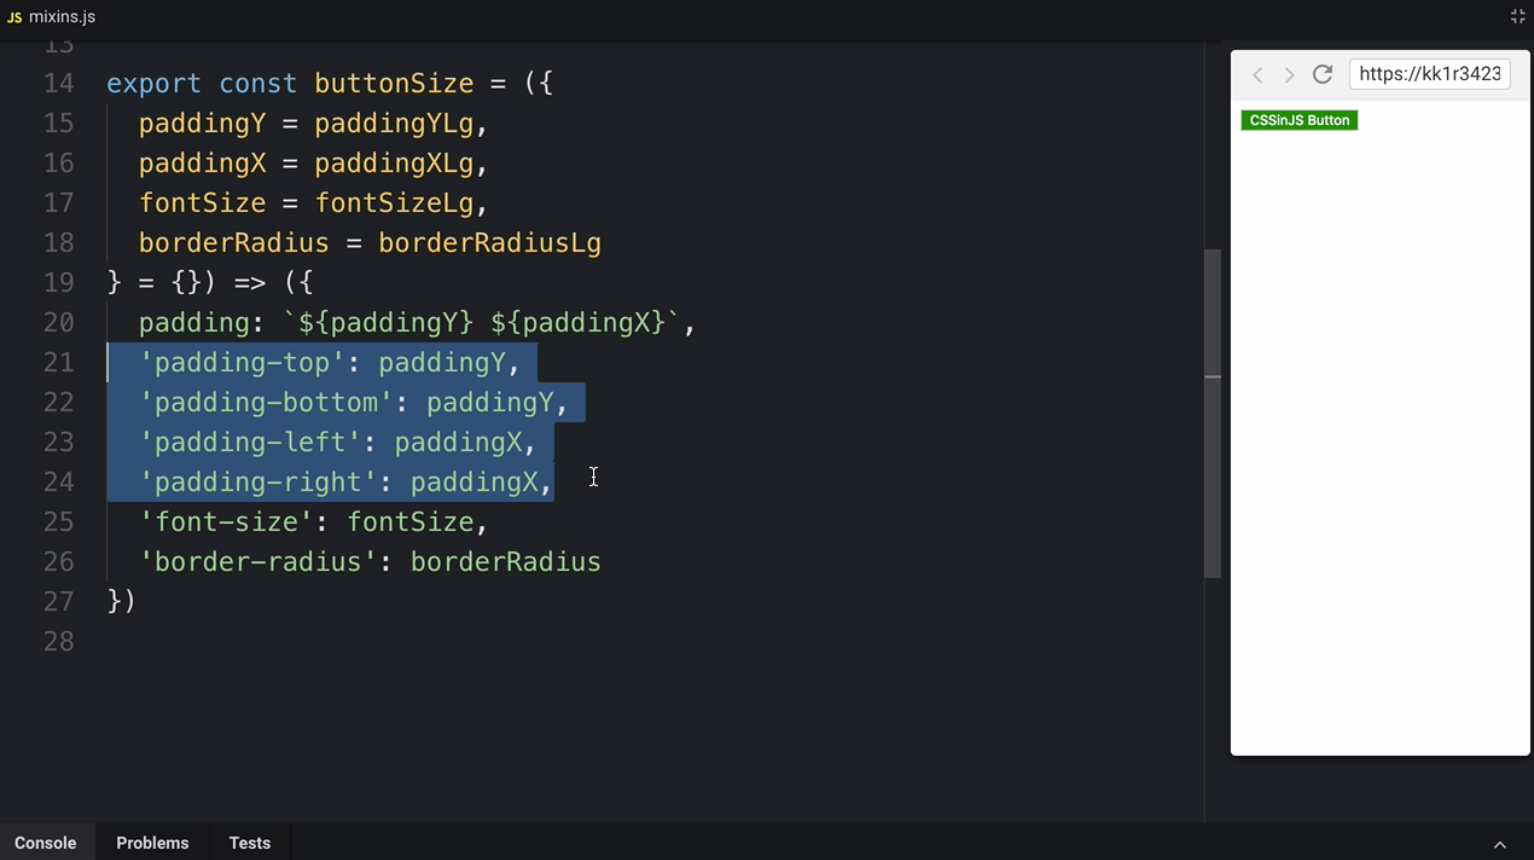 JS mixins.js
13
14 export const buttonSize = ({
15 paddingY = paddingYLg,
16 paddingX = paddingXLg,
17 fontSize = fontSizeLg,
18 borderRadius = borderRadiusLg
19 } = {}) => ({
20 padding: `${paddingY} ${paddingX}`,
21 'padding-top': paddingY,
22 'padding-bottom': paddingY,
23 'padding-left': paddingX,
24 'padding-right': paddingX,
25 'font-size': fontSize,
26 'border-radius': borderRadius
27 })
28
https://kk1r3423
CSSinJS Button
Console Problems Tests